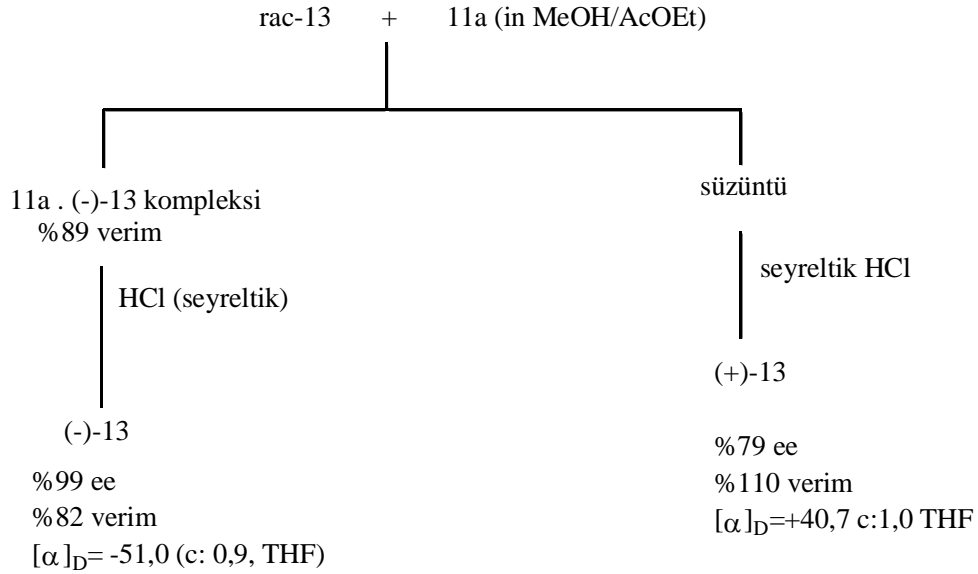 rac-13 + 11a (in MeOH/AcOEt)
11a . (-)-13 kompleksi
%89 verim
süzüntü
HCl (seyreltik)
seyreltik HCl
(-)-13
(+)-13
%99 ee
%82 verim
[α]D= -51,0 (c: 0,9, THF)
%79 ee
%110 verim
[α]D=+40,7 c:1,0 THF